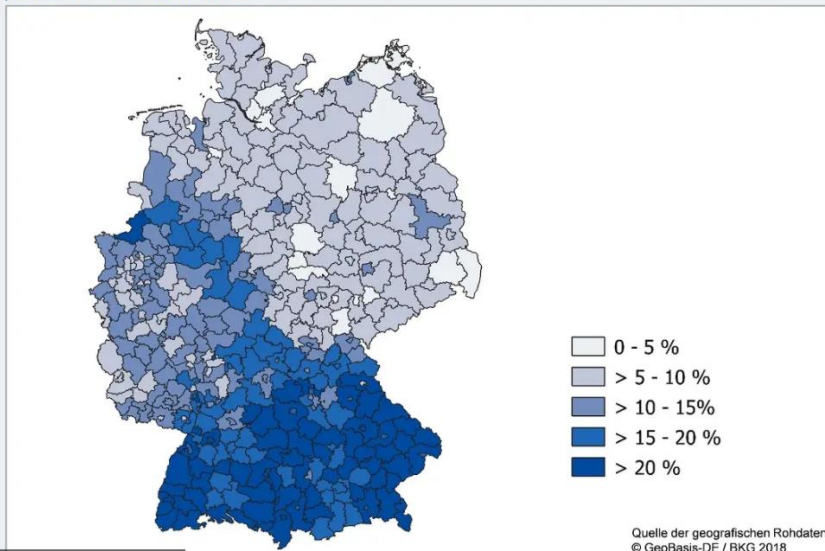 0 - 5 %
> 5 - 10 %
> 10 - 15%
> 15 - 20 %
> 20 %
Quelle der geografischen Rohdaten
© GeoBasis-DE / BKG 2018